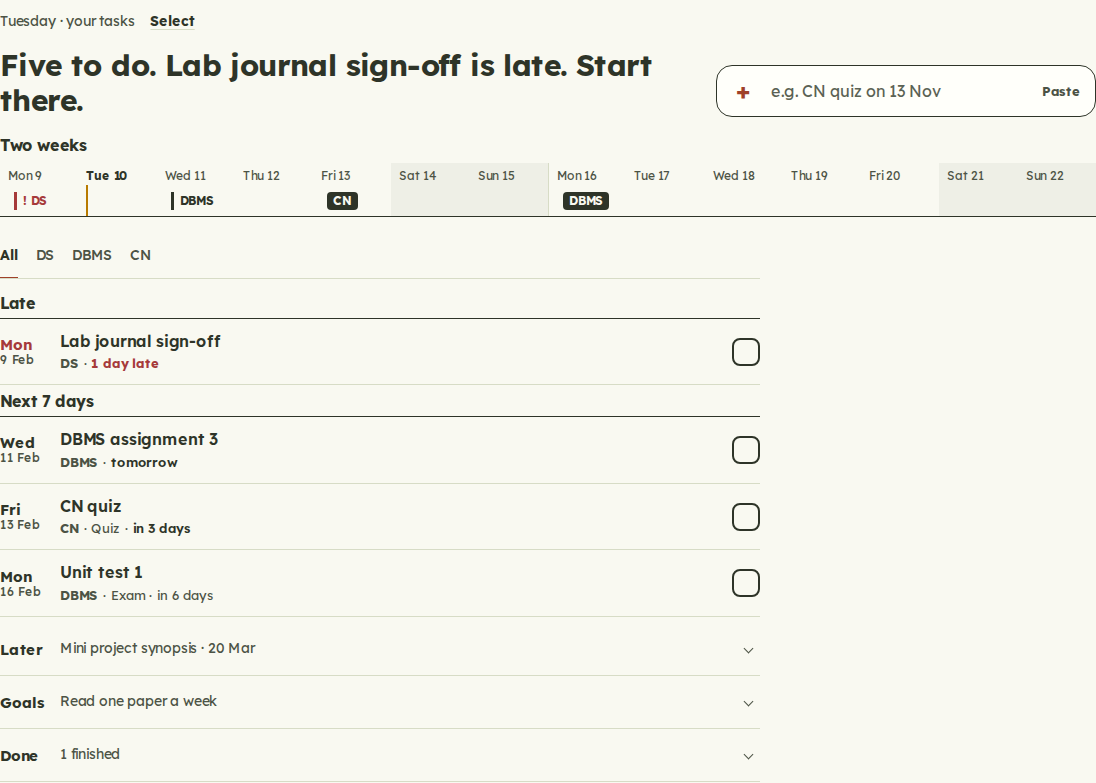 Tuesday · your tasks Select
Five to do. Lab journal sign-off is late. Start
there.
+ e.g. CN quiz on 13 Nov Paste
Two weeks
Mon 9 Tue 10 Wed 11 Thu 12 Fri 13 Sat 14 Sun 15 Mon 16 Tue 17 Wed 18 Thu 19 Fri 20 Sat 21 Sun 22
! DS DBMS CN DBMS
All DS DBMS CN
Late
Mon
9 Feb
Lab journal sign-off
DS · 1 day late
Next 7 days
Wed
11 Feb
DBMS assignment 3
DBMS · tomorrow
Fri
13 Feb
CN quiz
CN · Quiz · in 3 days
Mon
16 Feb
Unit test 1
DBMS · Exam · in 6 days
Later Mini project synopsis · 20 Mar
Goals Read one paper a week
Done 1 finished